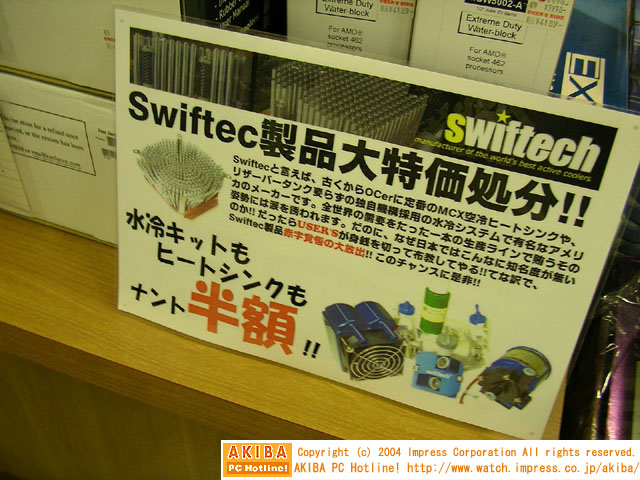 Extreme Duty
Water-block
For AMD®
socket 462
processors
5002-A
Extreme Duty
Water-block
For AMD®
socket 462
processors
EX
swiftech
manufacturer of the world's best active coolers
Swiftec製品大特価処分!!
Swiftecと言えば、古くからOCerに定番のMCX空冷ヒートシンクや、
リザーバータンク要らずの独自機構採用の水冷システムで有名なアメリ
カのメーカーです。全世界の需要をたった一本の生産ラインで賄うその
姿勢には涙を誘われます。だのに、なぜ日本ではこんなに知名度が無い
のか!! だったらUSER'Sが身銭を切って布教してやる!!てな訳で、
Swiftec製品赤字覚悟の大放出!! このチャンスに是非!!
水冷キットも
ヒートシンクも
ナント半額!!
AKIBA
PC Hotline!
Copyright (c) 2004 Impress Corporation All rights reserved.
AKIBA PC Hotline! http://www.watch.impress.co.jp/akiba/